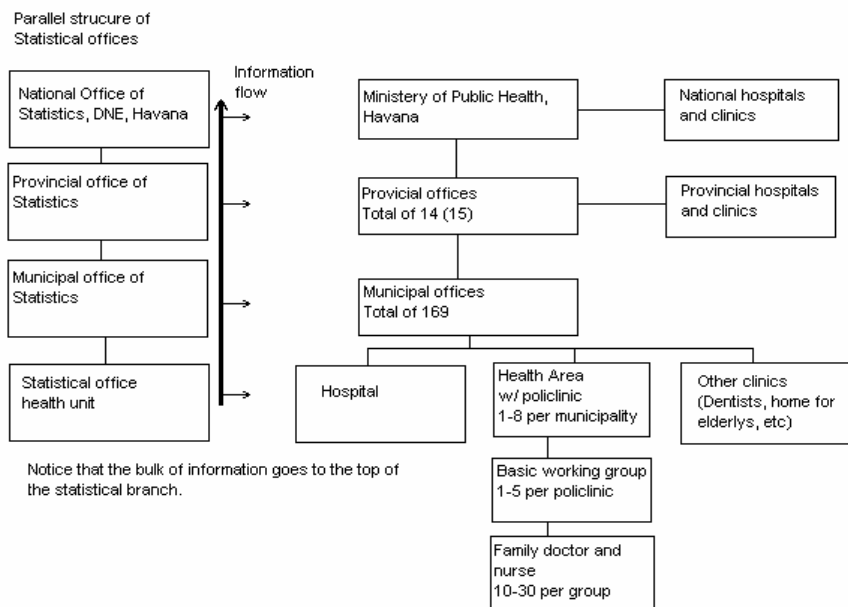 Parallel strucure of
Statistical offices
National Office of
Statistics, DNE, Havana
Provincial office of
Statistics
Municipal office of
Statistics
Statistical office
health unit
Information
flow
Ministery of Public Health,
Havana
National hospitals
and clinics
Provicial offices
Total of 14 (15)
Provincial hospitals
and clinics
Municipal offices
Total of 169
Hospital
Health Area
w/ policlinic
1-8 per municipality
Other clinics
(Dentists, home for
elderlys, etc)
Basic working group
1-5 per policlinic
Family doctor and
nurse
10-30 per group
Notice that the bulk of information goes to the top of
the statistical branch.